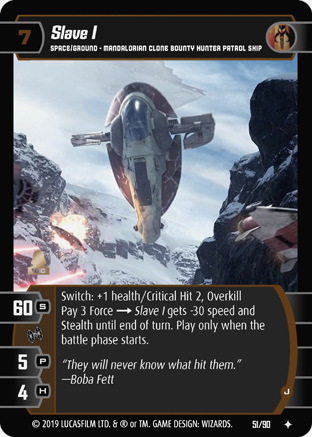 7
Slave I
SPACE/GROUND - MANDALORIAN CLONE BOUNTY HUNTER PATROL SHIP
60 S
5 P
4 H
Switch: +1 health/Critical Hit 2, Overkill
Pay 3 Force → Slave I gets -30 speed and
Stealth until end of turn. Play only when the
battle phase starts.
“They will never know what hit them.”
—Boba Fett
J
© 2019 LUCASFILM LTD. & ® OR TM. GAME DESIGN: WIZARDS.
51/90